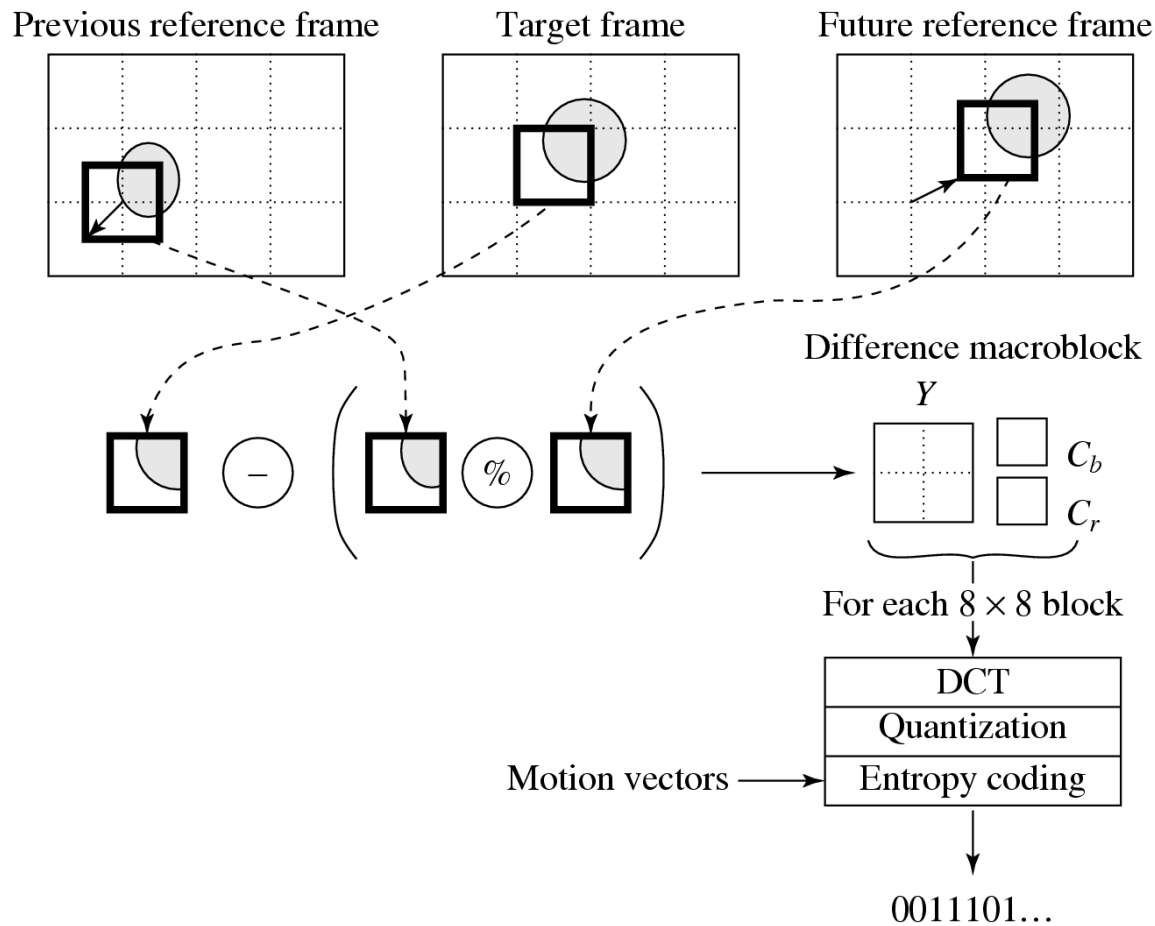 Previous reference frame
Target frame
Future reference frame
Difference macroblock
Y
− % C_b
C_r
For each 8 × 8 block
DCT
Quantization
Motion vectors Entropy coding
0011101…